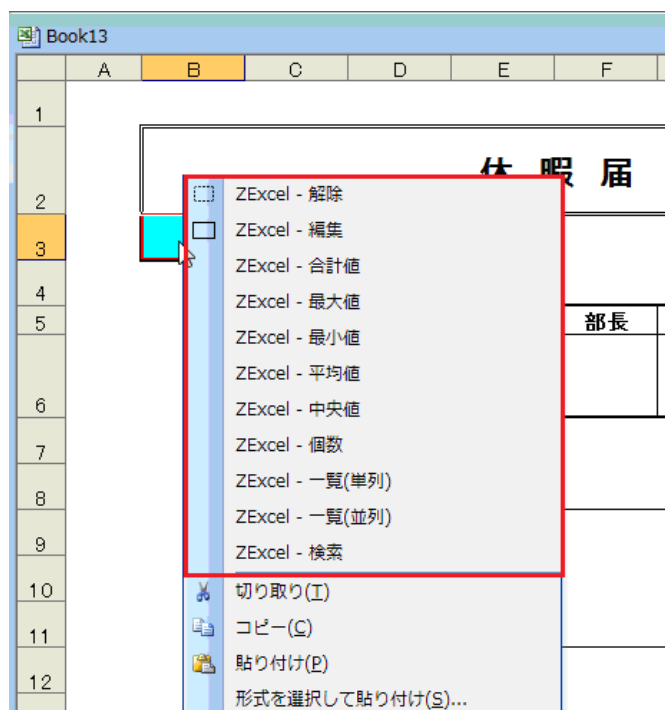 Book13
A B C D E F
1
休 暇 届
2
ZExcel - 解除
ZExcel - 編集
3
ZExcel - 合計値
4
ZExcel - 最大値
5
部長
ZExcel - 最小値
ZExcel - 平均値
6
ZExcel - 中央値
7
ZExcel - 個数
ZExcel - 一覧(単列)
8
ZExcel - 一覧(並列)
9
ZExcel - 検索
10
切り取り(T)
11
コピー(C)
貼り付け(P)
12
形式を選択して貼り付け(S)...